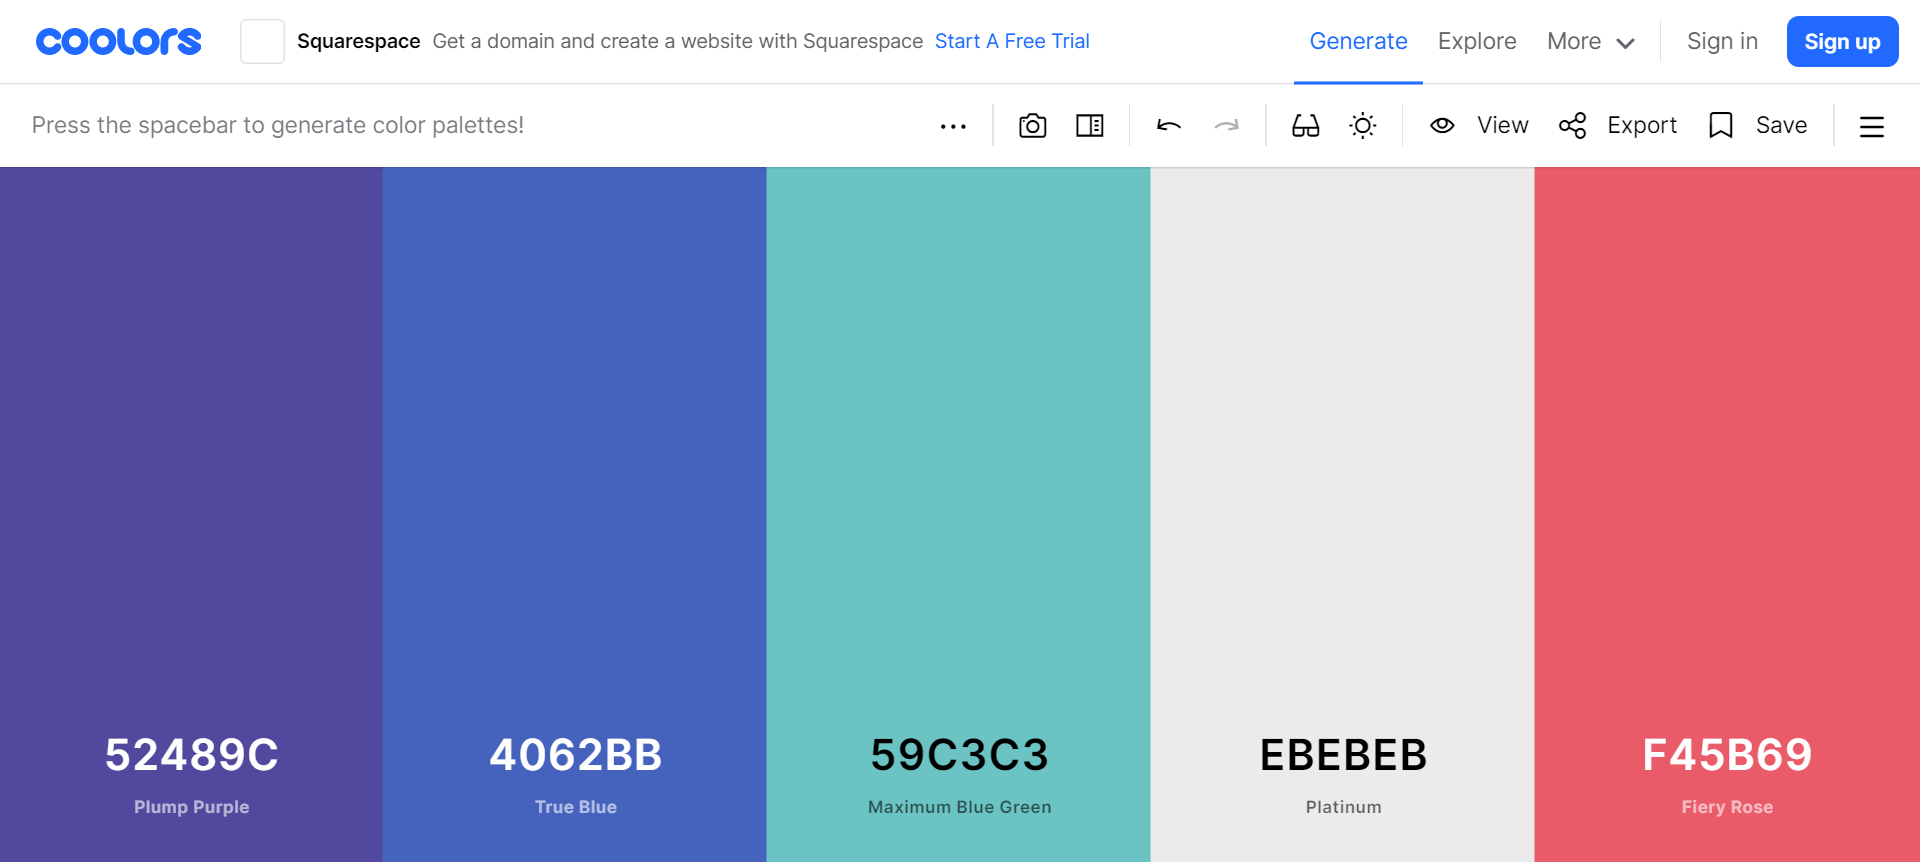 coolors
Squarespace Get a domain and create a website with Squarespace Start A Free Trial
Generate Explore More Sign in Sign up
Press the spacebar to generate color palettes!
View Export Save
52489C
Plump Purple
4062BB
True Blue
59C3C3
Maximum Blue Green
EBEBEB
Platinum
F45B69
Fiery Rose